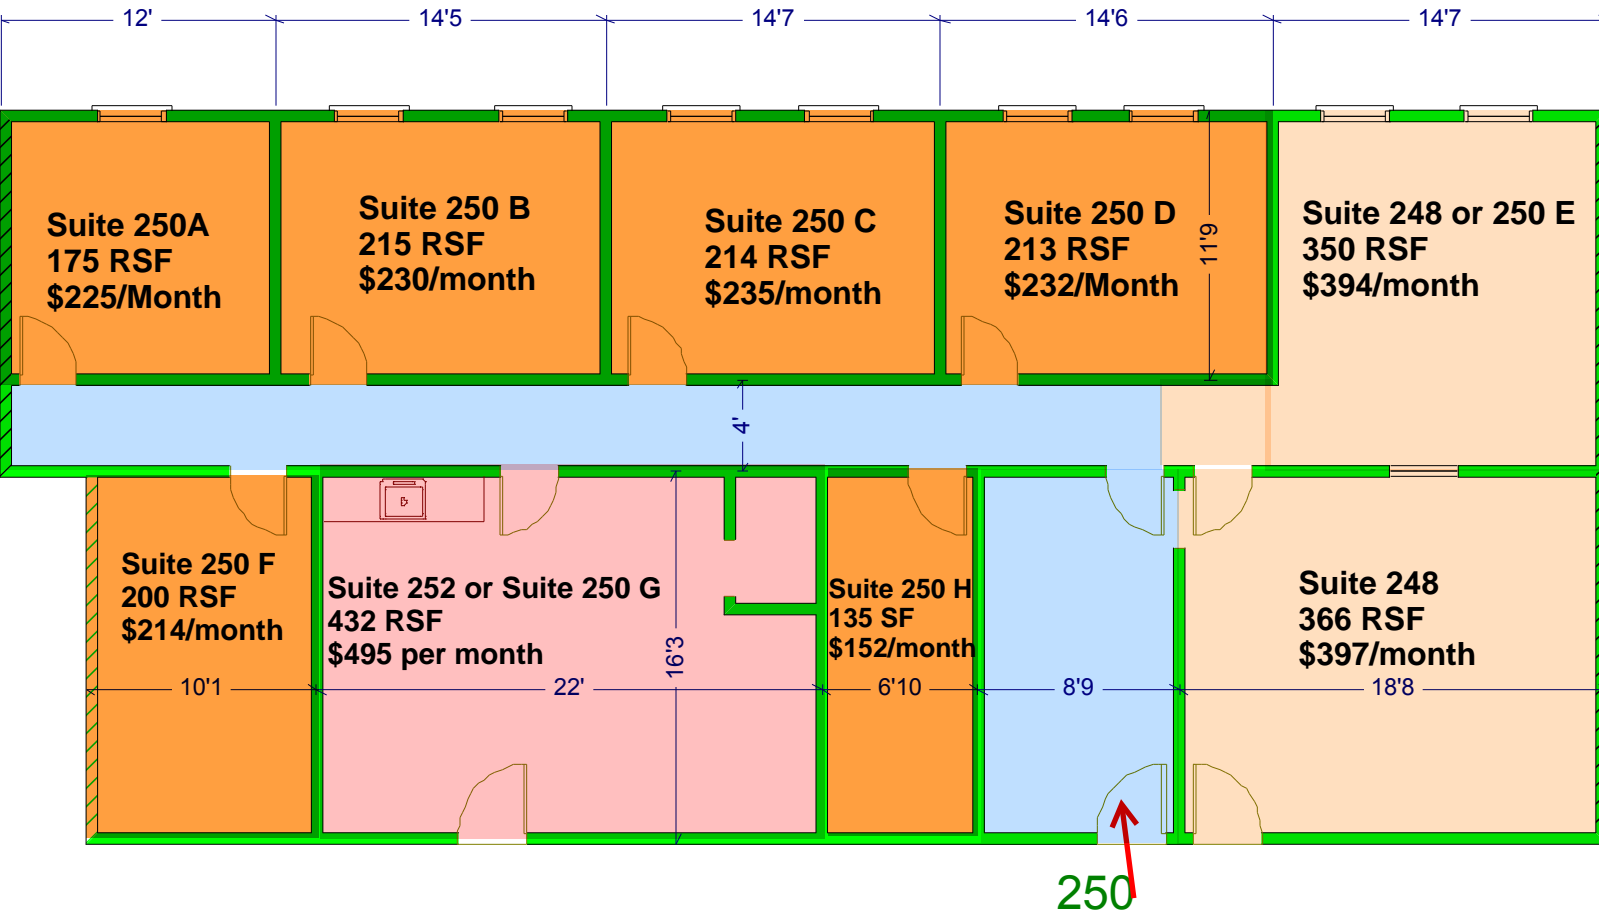 12'
14'5
14'7
14'6
14'7
Suite 250A
175 RSF
$225/Month
Suite 250 B
215 RSF
$230/month
Suite 250 C
214 RSF
$235/month
Suite 250 D
213 RSF
$232/Month
11'9
Suite 248 or 250 E
350 RSF
$394/month
4'
Suite 250 F
200 RSF
$214/month
Suite 252 or Suite 250 G
432 RSF
$495 per month
16'3
Suite 250 H
135 SF
$152/month
Suite 248
366 RSF
$397/month
10'1
22'
6'10
8'9
18'8
250